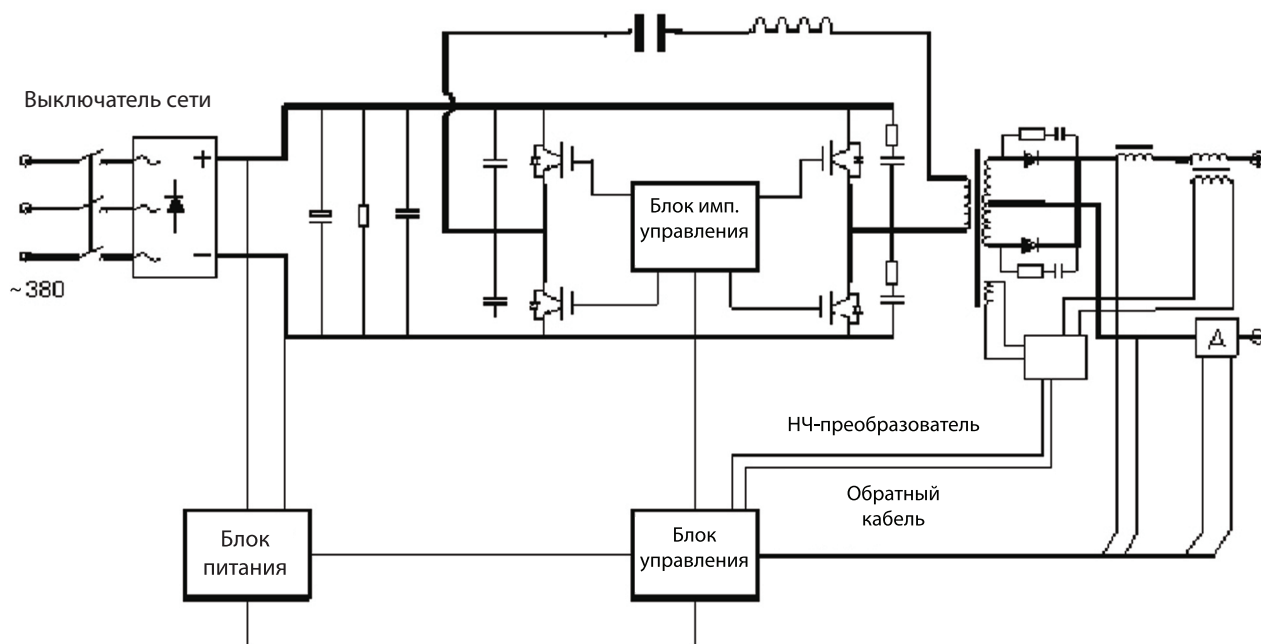 Выключатель сети
+
−
~380
Блок имп.
управления
Д
НЧ-преобразователь
Обратный
кабель
Блок
питания
Блок
управления